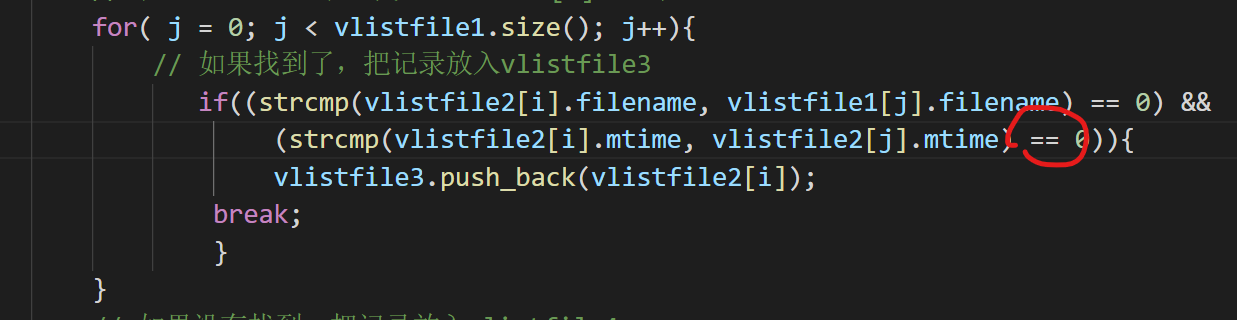 for( j = 0; j < vlistfile1.size(); j++){
// 如果找到了，把记录放入vlistfile3
if((strcmp(vlistfile2[i].filename, vlistfile1[j].filename) == 0) &&
(strcmp(vlistfile2[i].mtime, vlistfile2[j].mtime) == 0)){
vlistfile3.push_back(vlistfile2[i]);
break;
}
}